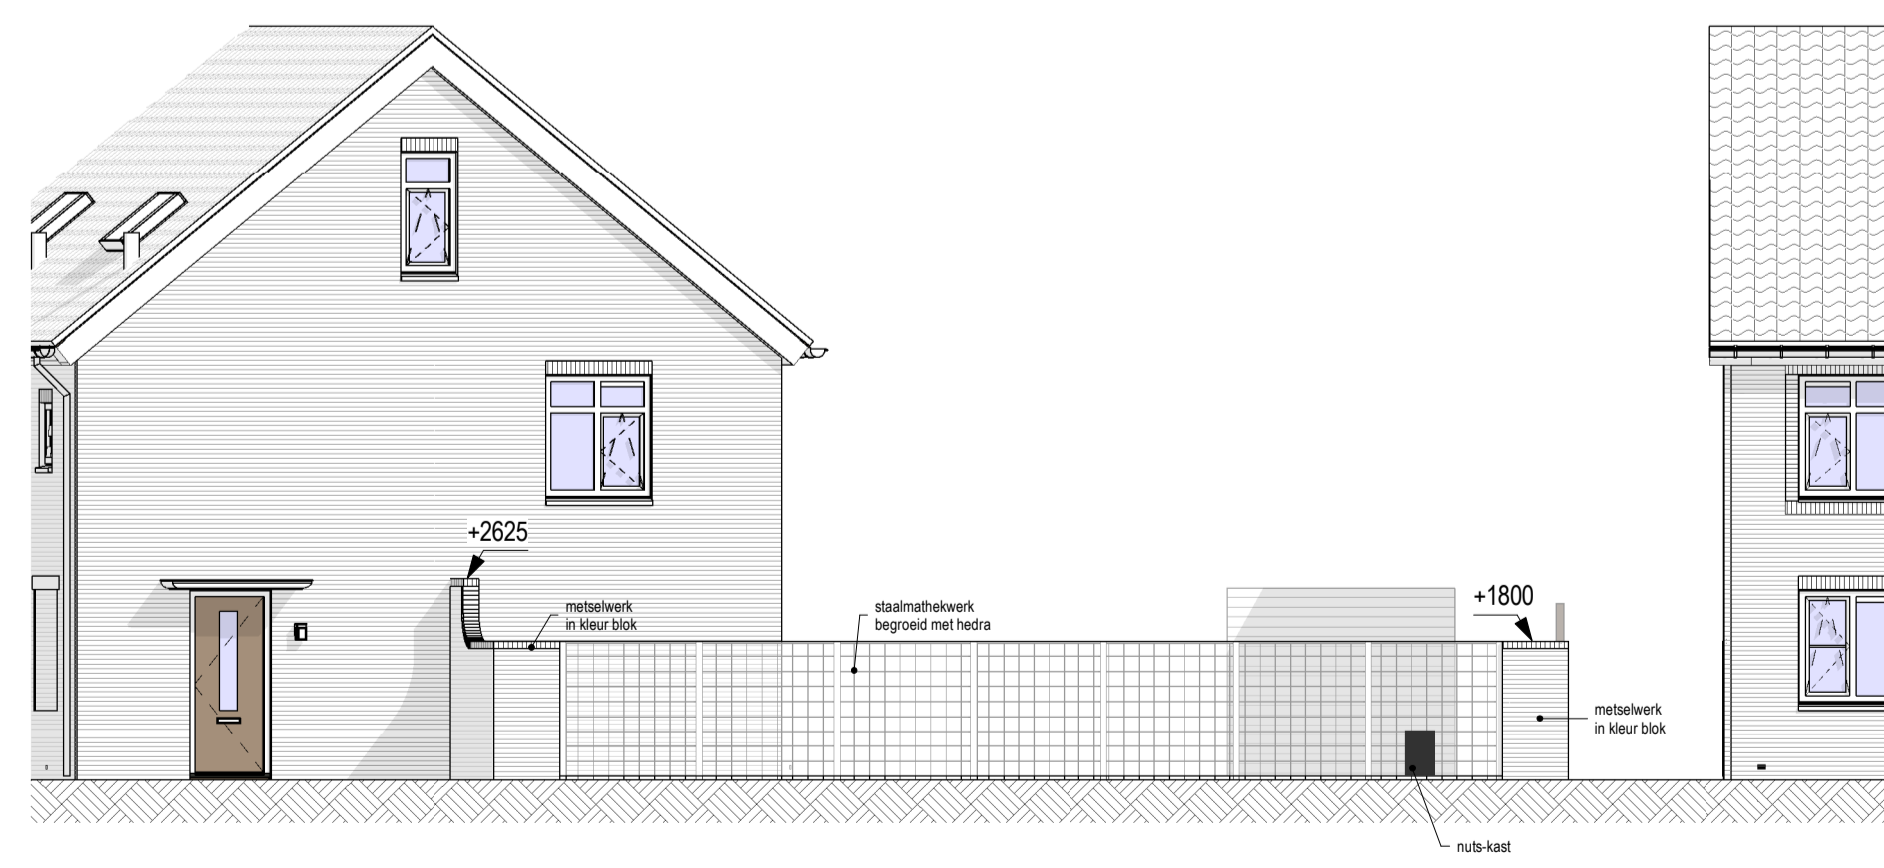 +2625
metselwerk
in kleur blok
staalmathekwerk
begroeid met hedra
+1800
metselwerk
in kleur blok
nuts-kast